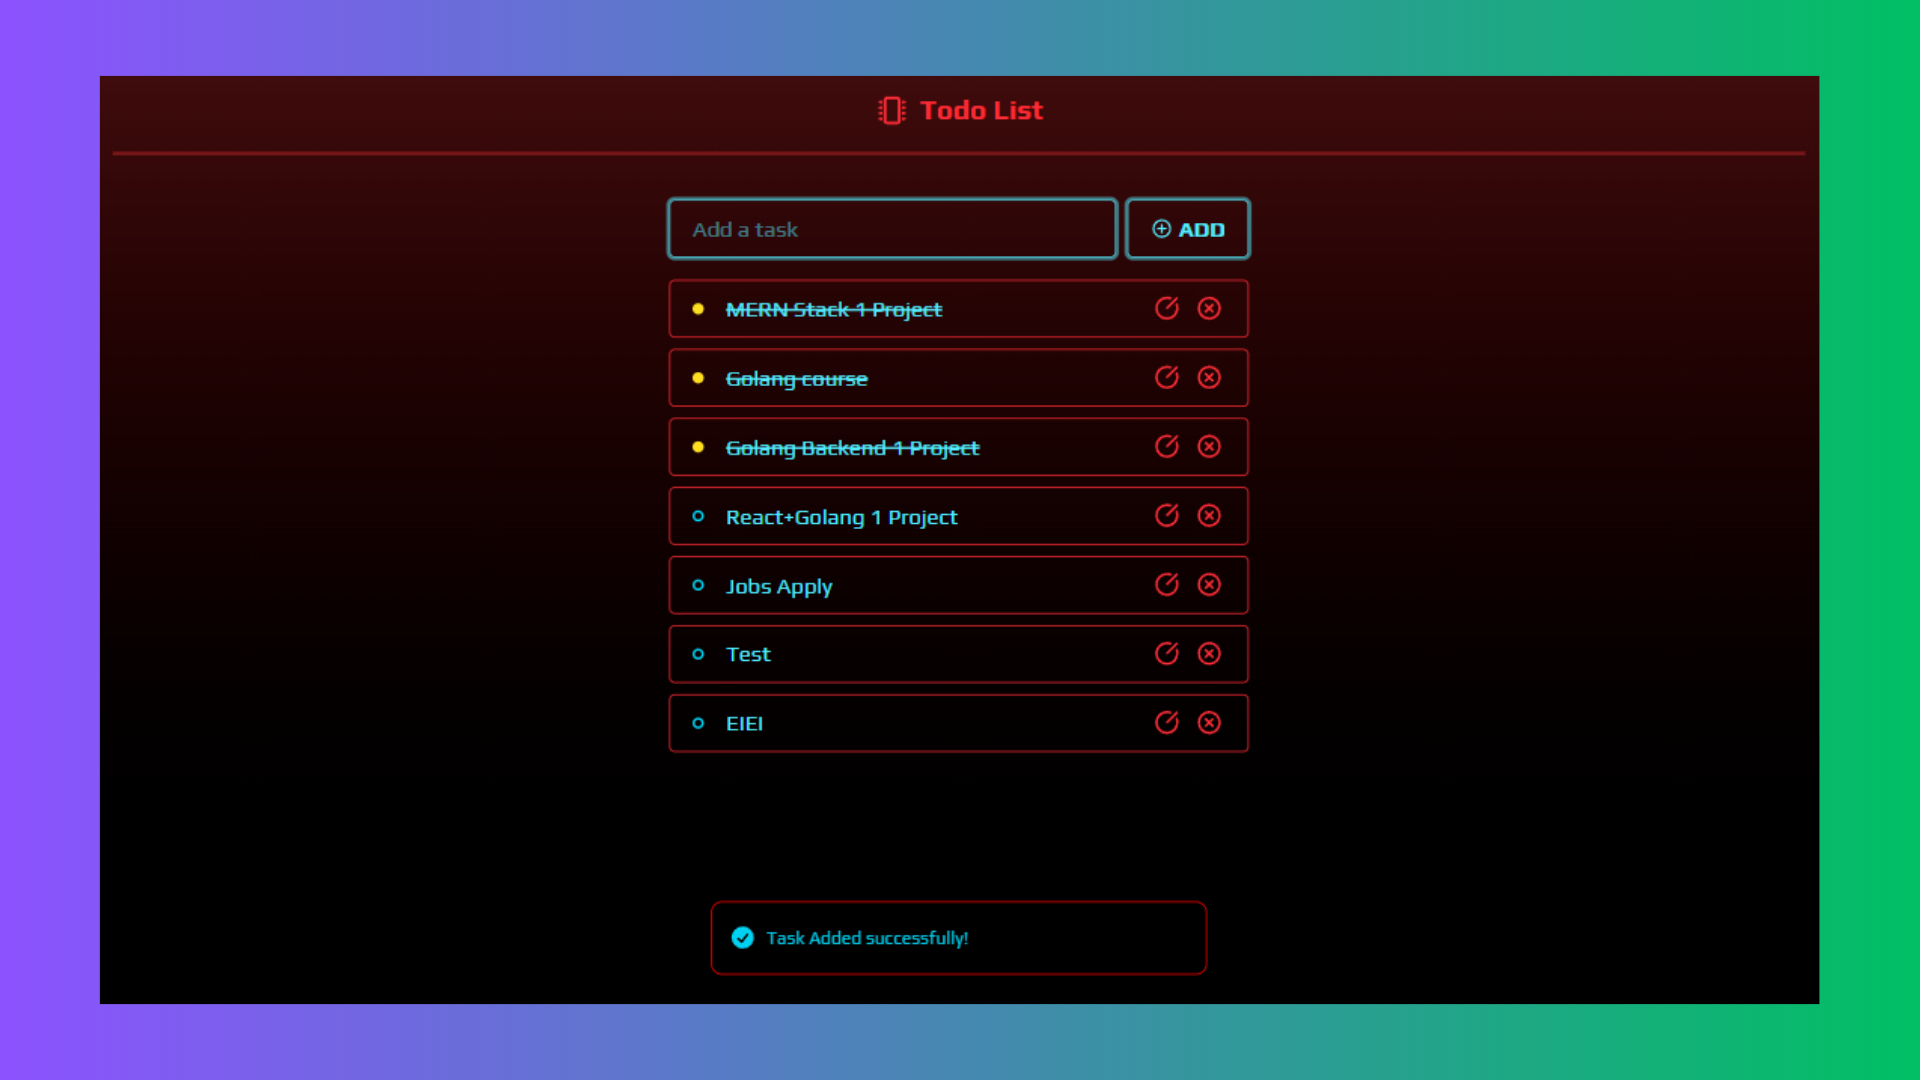 Todo List
Add a task
ADD
MERN Stack 1 Project
Golang course
Golang Backend 1 Project
React+Golang 1 Project
Jobs Apply
Test
EIEI
Task Added successfully!